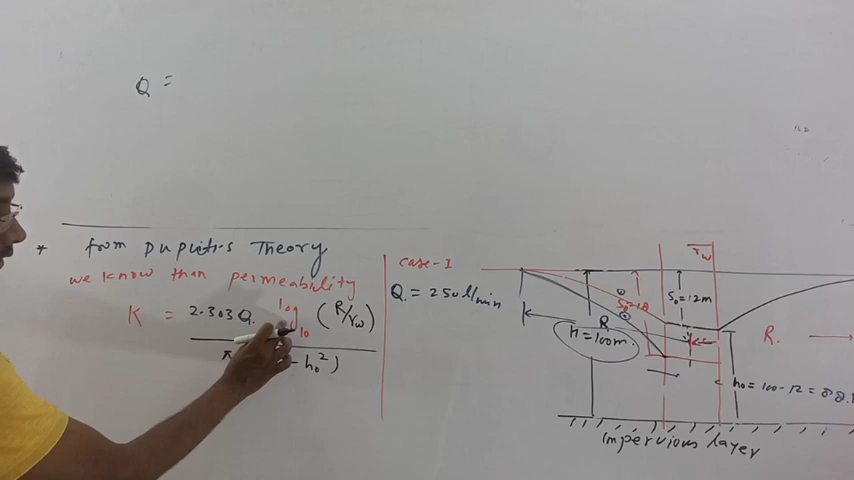 Q =
* from Dupuit's Theory
we know than permeability
K = 2.303 Q. log10 (R/rw)
π - h0²)
case-I
Q. = 250 l/min
rw
S0 = 12m
R
H = 100m.
R.
h0 = 100-12 = 88.
Impervious layer